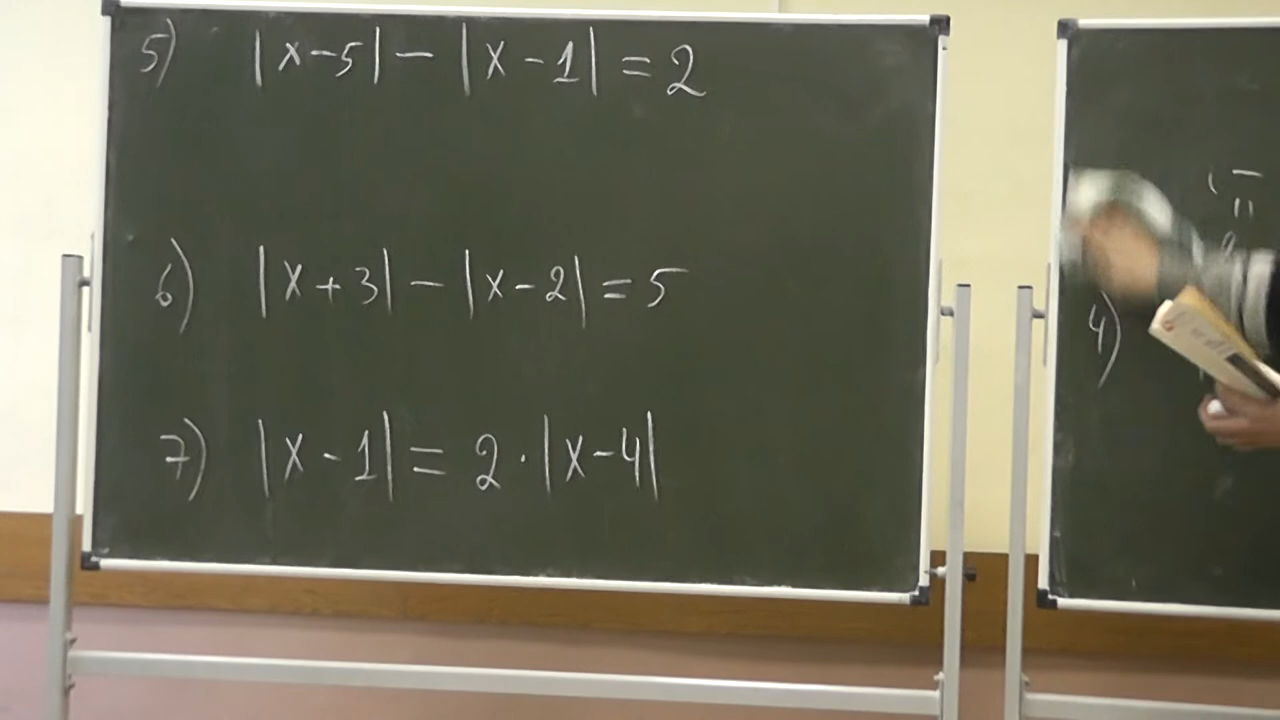 5) |x-5| - |x-1| = 2
6) |x+3| - |x-2| = 5
7) |x-1| = 2·|x-4|
4)